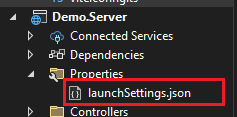 Demo.Server
Connected Services
Dependencies
Properties
launchSettings.json
Controllers